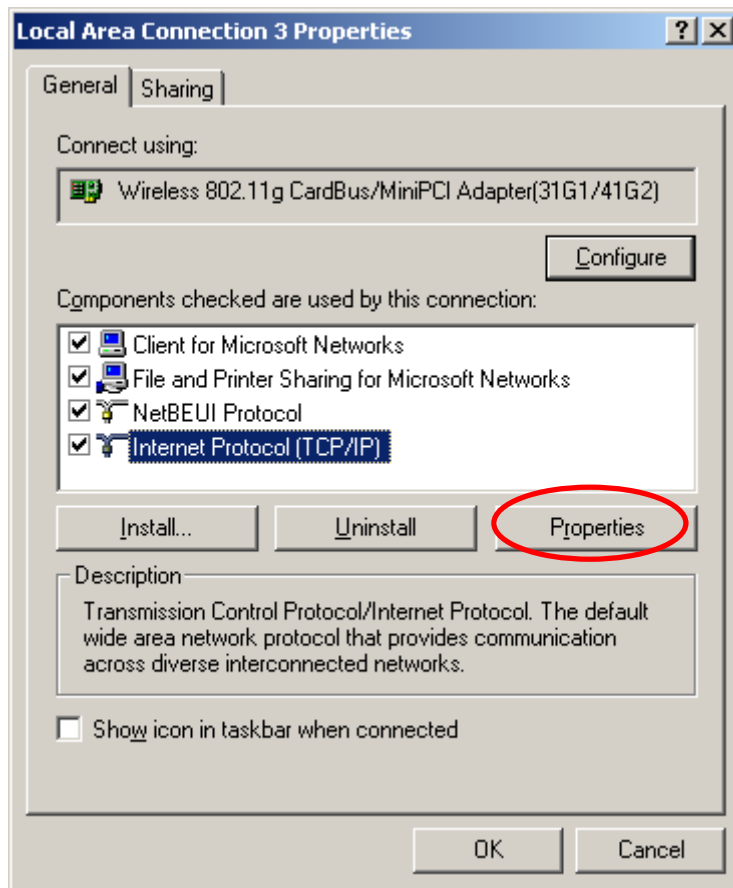 Local Area Connection 3 Properties
General
Sharing
Connect using:
Wireless 802.11g CardBus/MiniPCI Adapter(31G1/41G2)
Configure
Components checked are used by this connection:
Client for Microsoft Networks
File and Printer Sharing for Microsoft Networks
NetBEUI Protocol
Internet Protocol (TCP/IP)
Install...
Uninstall
Properties
Description
Transmission Control Protocol/Internet Protocol. The default
wide area network protocol that provides communication
across diverse interconnected networks.
Show icon in taskbar when connected
OK
Cancel